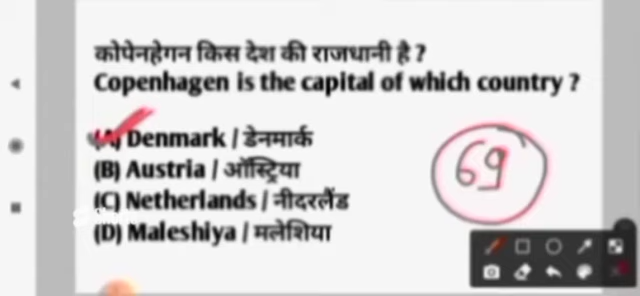 कोपेनहेगन किस देश की राजधानी है ?
Copenhagen is the capital of which country ?
(A) Denmark / डेनमार्क
(B) Austria / ऑस्ट्रिया
(C) Netherlands / नीदरलैंड
(D) Maleshiya / मलेशिया
69